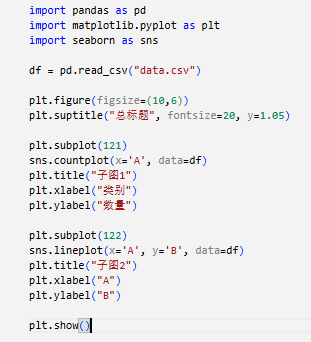 import pandas as pd
import matplotlib.pyplot as plt
import seaborn as sns
df = pd.read_csv("data.csv")
plt.figure(figsize=(10,6))
plt.suptitle("总标题", fontsize=20, y=1.05)
plt.subplot(121)
sns.countplot(x='A', data=df)
plt.title("子图1")
plt.xlabel("类别")
plt.ylabel("数量")
plt.subplot(122)
sns.lineplot(x='A', y='B', data=df)
plt.title("子图2")
plt.xlabel("A")
plt.ylabel("B")
plt.show()